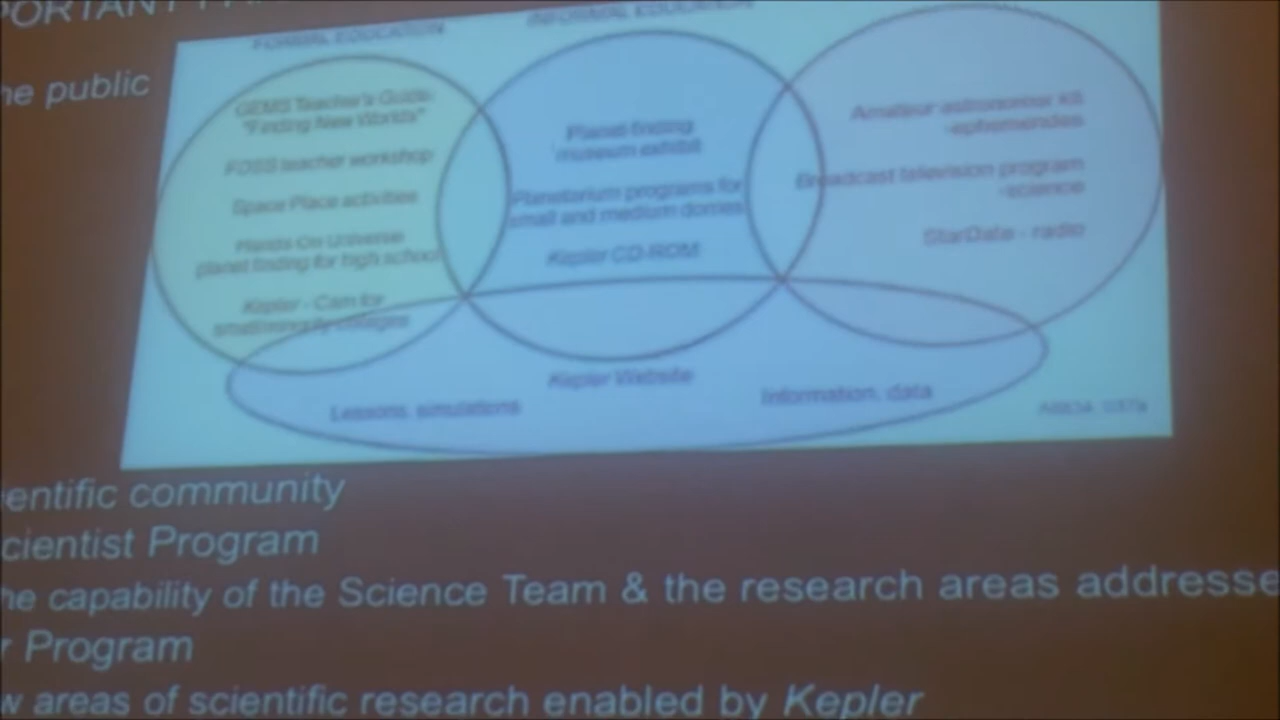 he public
FORMAL EDUCATION
INFORMAL EDUCATION
GEMS Teacher's Guide-
"Finding New Worlds"
FOSS teacher workshop
Space Place activities
Hands On Universe
planet finding for high school
Kepler - Cam for
Planet-finding
museum exhibit
Planetarium programs for
small and medium domes
Kepler CD-ROM
Amateur astronomer kit
-ephemerides
Broadcast television program
-science
StarDate - radio
Kepler Website
Lessons, simulations
Information, data
entific community
cientist Program
he capability of the Science Team & the research areas addresse
r Program
w areas of scientific research enabled by Kepler